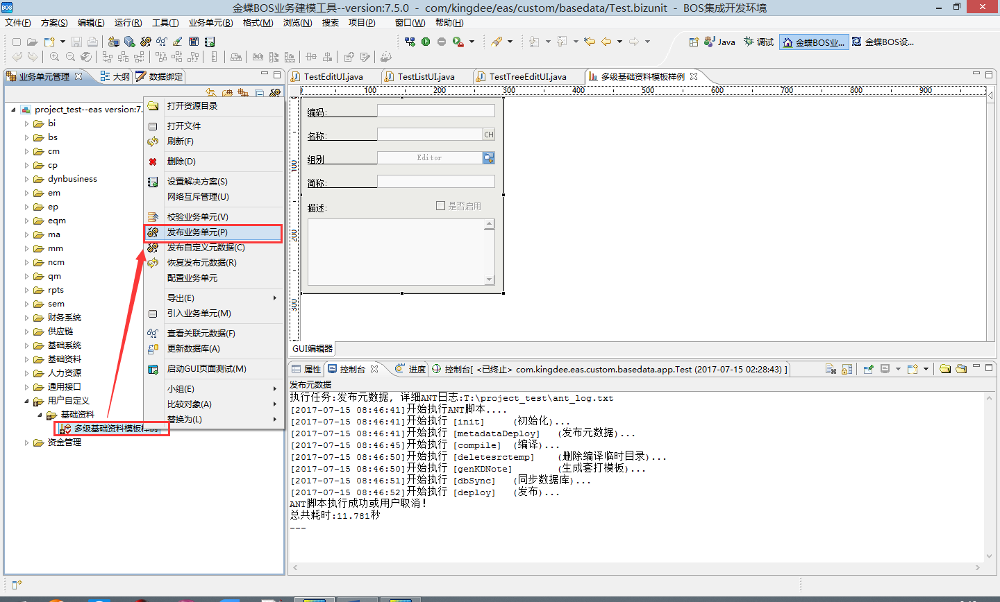 BOS 金蝶BOS业务建模工具--version:7.5.0 - com/kingdee/eas/custom/basedata/Test.bizunit - BOS集成开发环境
文件(F) 方案(S) 编辑(E) 运行(R) 工具(T) 业务单元(B) 格式(M) 浏览(N) 搜索 项目(P) 窗口(W) 帮助(H)
Java 调试 金蝶BOS业... 金蝶BOS设...
业务单元管理 大纲 数据绑定
TestEditUI.java TestListUI.java TestTreeEditUI.java 多级基础资料模板样例
0 100 200 300 400 500 600 700 800 900
project_test--eas version:7.
bi
bs
cm
cp
dynbusiness
em
ep
eqm
ma
mm
ncm
qm
rpts
sem
财务系统
供应链
基础系统
基础资料
人力资源
通用接口
用户自定义
基础资料
多级基础资料模板样例
资金管理
打开资源目录
打开文件
刷新(F)
删除(D)
设置解决方案(S)
网络互斥管理(U)
校验业务单元(V)
发布业务单元(P)
发布自定义元数据(C)
恢复发布元数据(R)
配置业务单元
导出(E)
引入业务单元(M)
查看关联元数据(F)
更新数据库(A)
启动GUI页面测试(M)
小组(E)
比较对象(A)
替换为(L)
0
100
200
300
编码:
名称: CH
组别 Editor
简称:
描述: 是否启用
GUI编辑器
属性 控制台 进度 控制台[ <已终止> com.kingdee.eas.custom.basedata.app.Test (2017-07-15 02:28:43) ]
发布元数据
执行任务:发布元数据, 详细ANT日志:T:\project_test\ant_log.txt
[2017-07-15 08:46:41]开始执行ANT脚本....
[2017-07-15 08:46:41]开始执行 [init] (初始化)...
[2017-07-15 08:46:41]开始执行 [metadataDeploy] (发布元数据)...
[2017-07-15 08:46:45]开始执行 [compile] (编译)...
[2017-07-15 08:46:50]开始执行 [deletesrctemp] (删除编译临时目录)...
[2017-07-15 08:46:50]开始执行 [genKDNote] (生成套打模板)...
[2017-07-15 08:46:51]开始执行 [dbSync] (同步数据库)...
[2017-07-15 08:46:52]开始执行 [deploy] (发布)...
ANT脚本执行成功或用户取消!
总共耗时:11.781秒
---